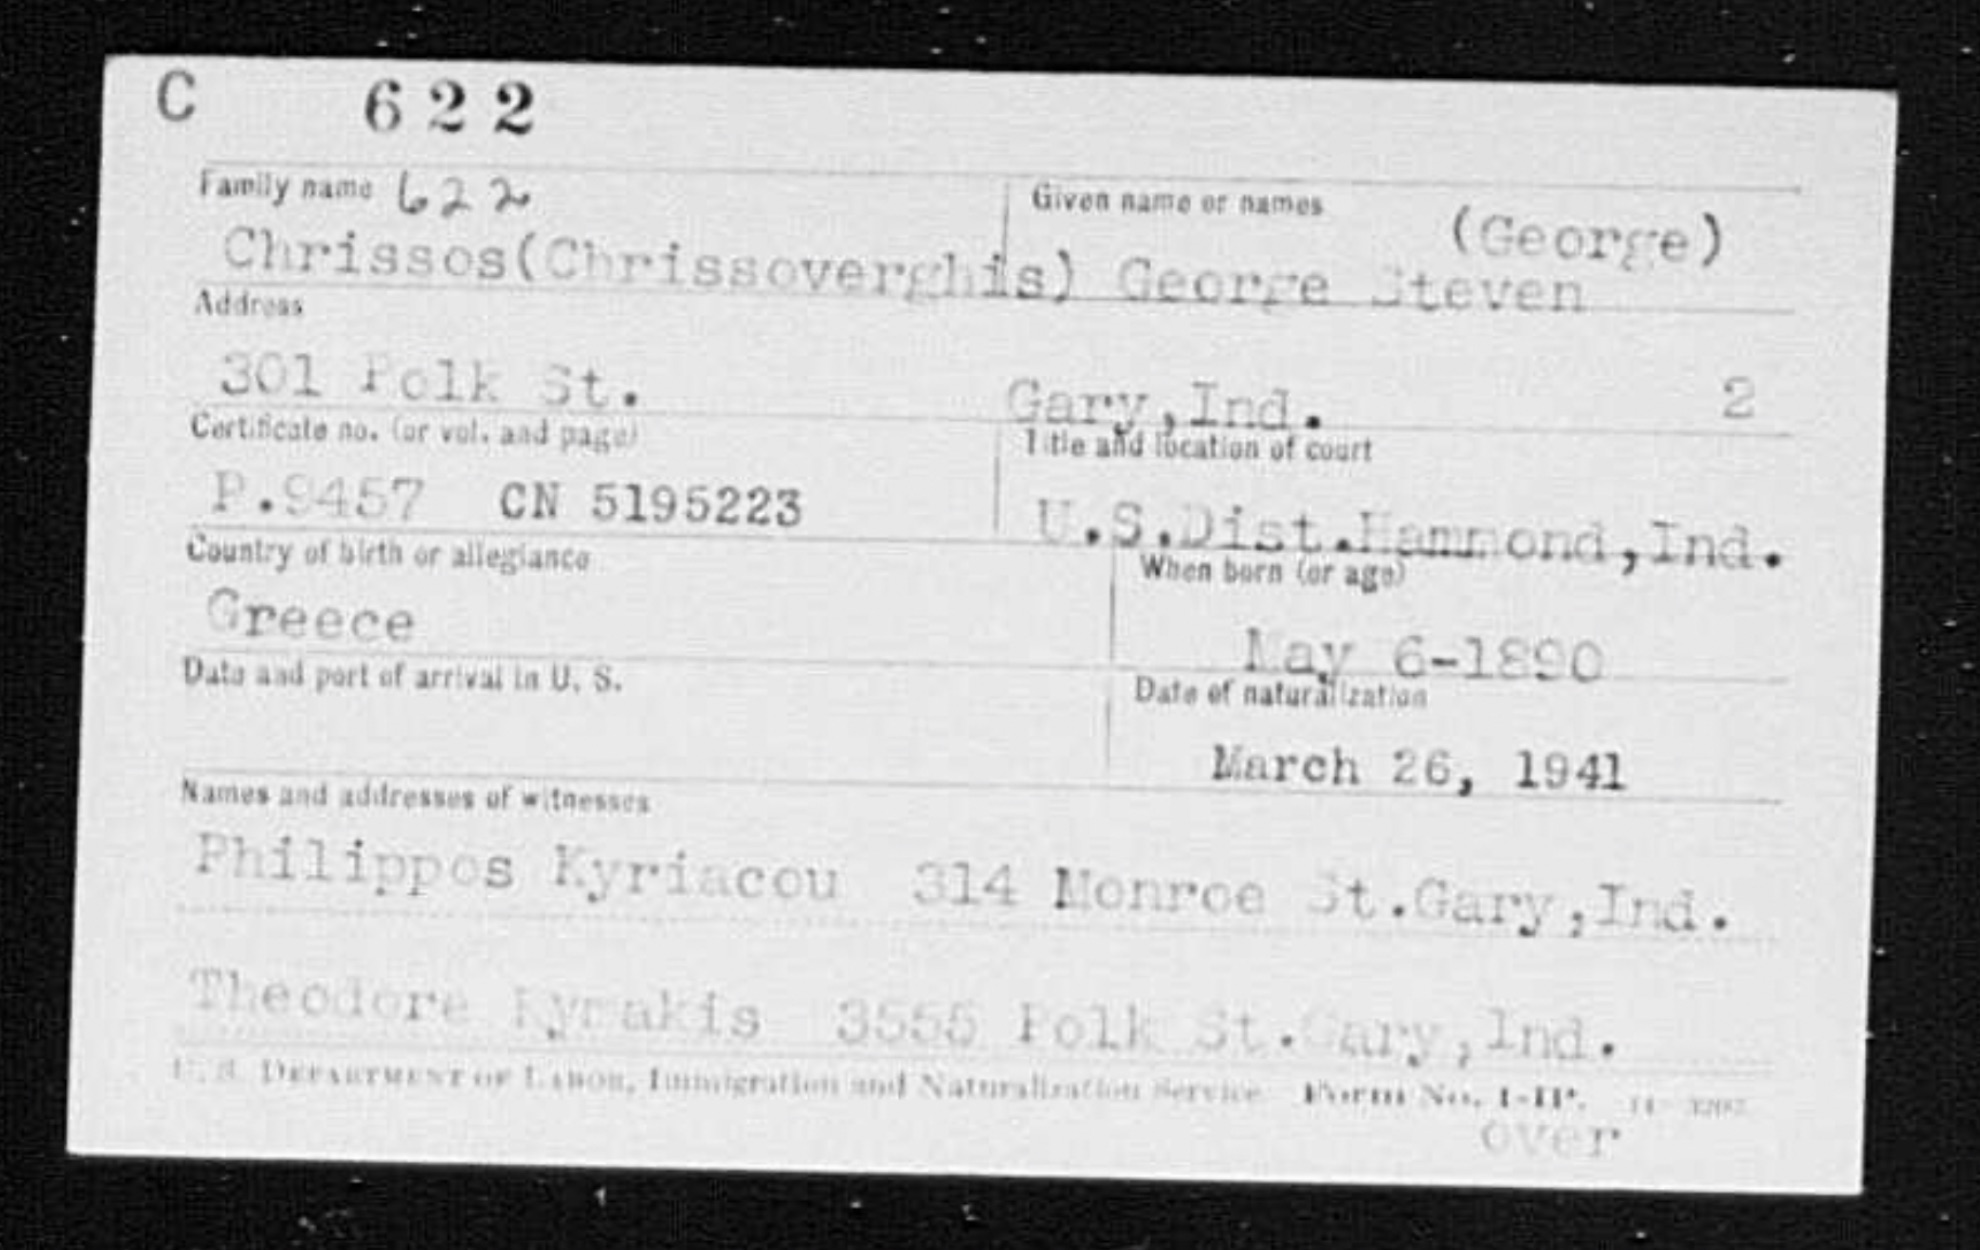 C 622
Family name 622 Given name or names (George)
Chrissos(Chrissoverghis) George Steven
Address
301 Polk St. Gary,Ind. 2
Certificate no. (or vol. and page) Title and location of court
P.9457 CN 5195223 U.S.Dist.Hammond,Ind.
Country of birth or allegiance When born (or age)
Greece May 6-1890
Date and port of arrival in U. S. Date of naturalization
March 26, 1941
Names and addresses of witnesses
Philippos Kyriacou 314 Monroe St.Gary,Ind.
Theodore Kyrakis 3555 Polk St.Gary,Ind.
U. S. DEPARTMENT OF LABOR, Immigration and Naturalization Service Form No. 1-IP. 14
over